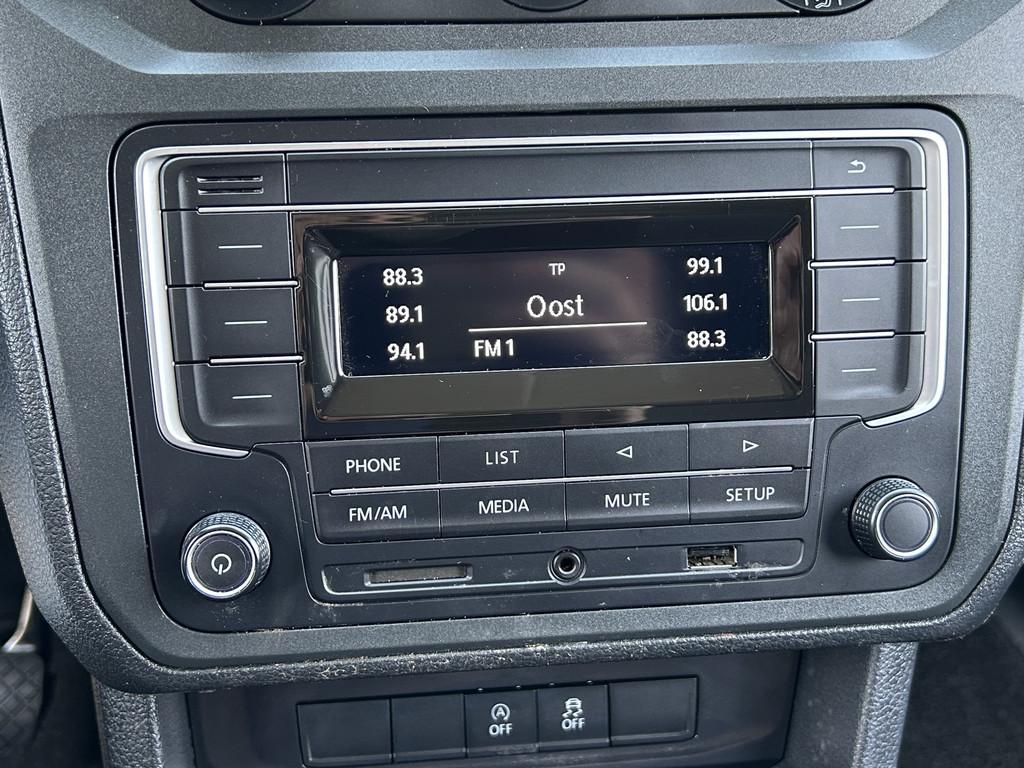 88.3 TP 99.1
89.1 Oost 106.1
94.1 FM 1 88.3
PHONE LIST
FM/AM MEDIA MUTE SETUP
A
OFF OFF